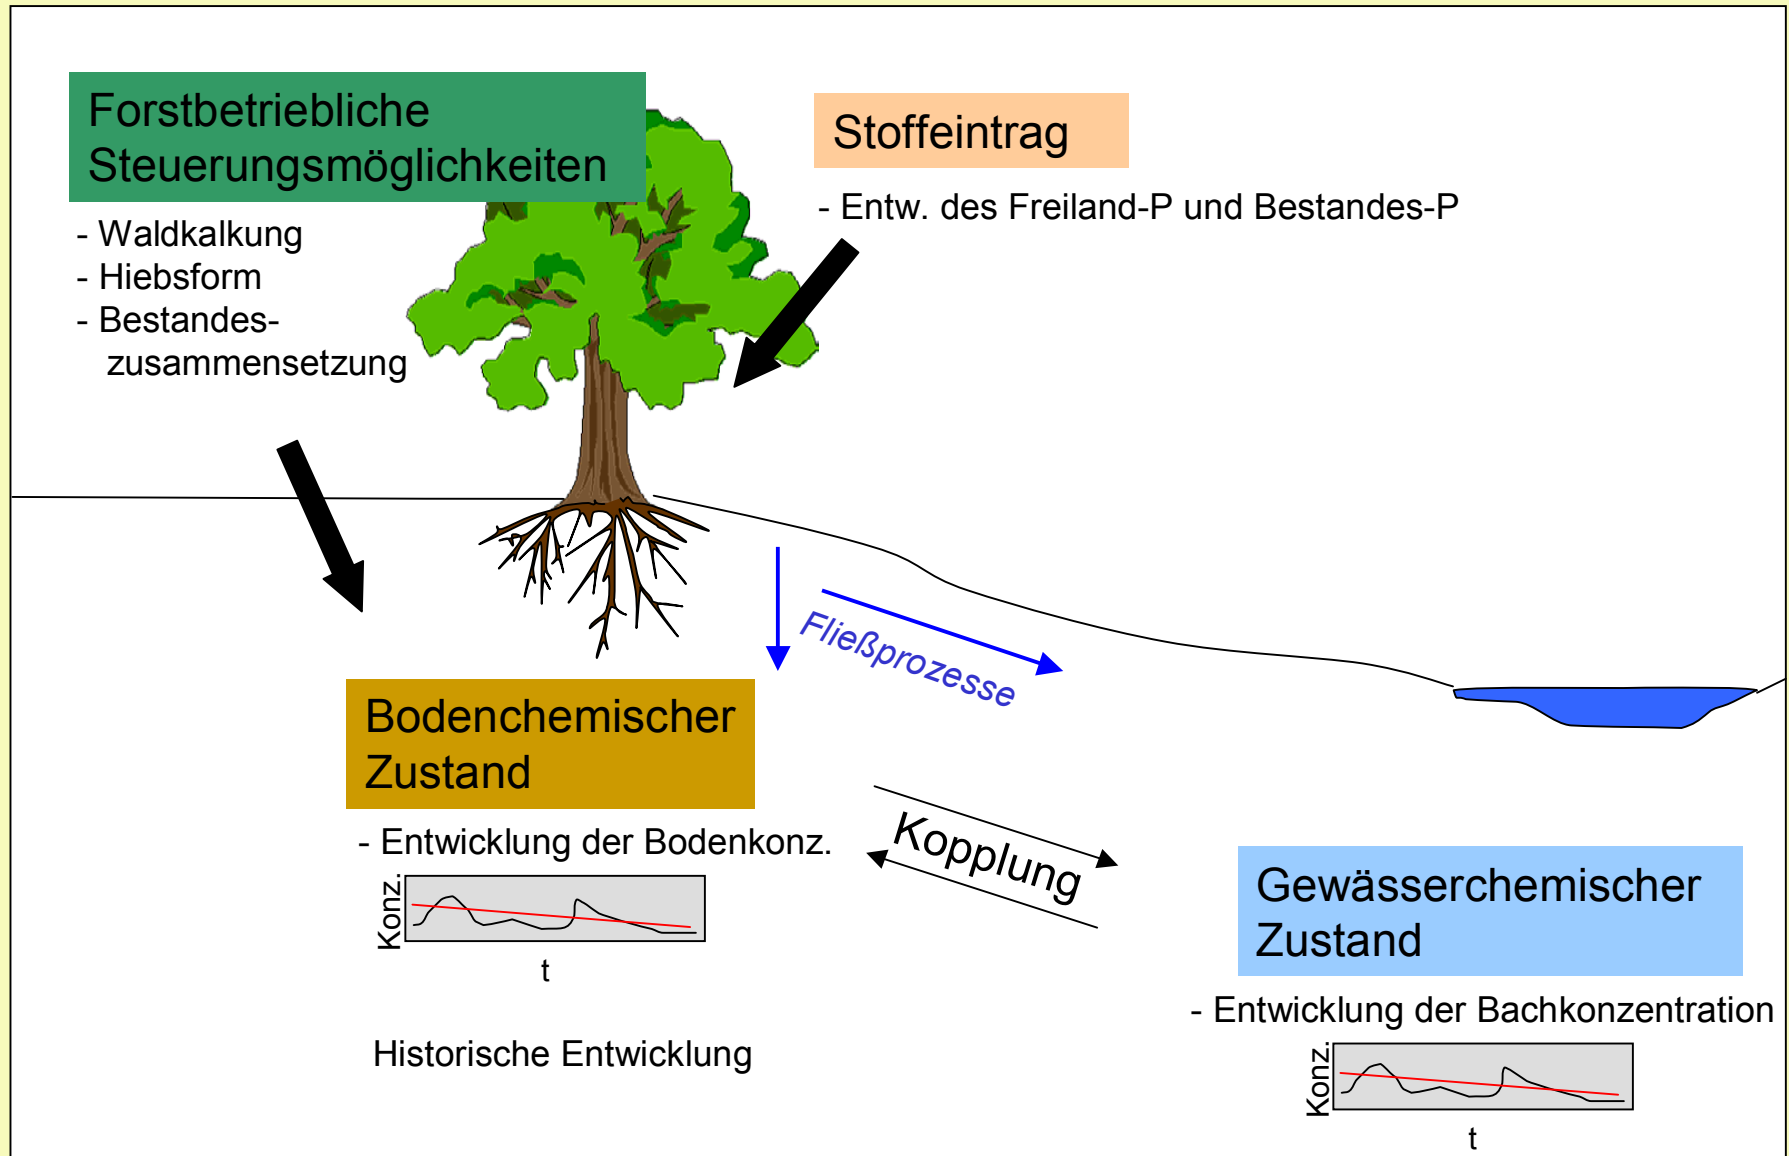 Forstbetriebliche
Steuerungsmöglichkeiten
- Waldkalkung
- Hiebsform
- Bestandes-
zusammensetzung
Stoffeintrag
- Entw. des Freiland-P und Bestandes-P
Fließprozesse
Bodenchemischer
Zustand
- Entwicklung der Bodenkonz.
Konz.
t
Historische Entwicklung
Kopplung
Gewässerchemischer
Zustand
- Entwicklung der Bachkonzentration
Konz.
t